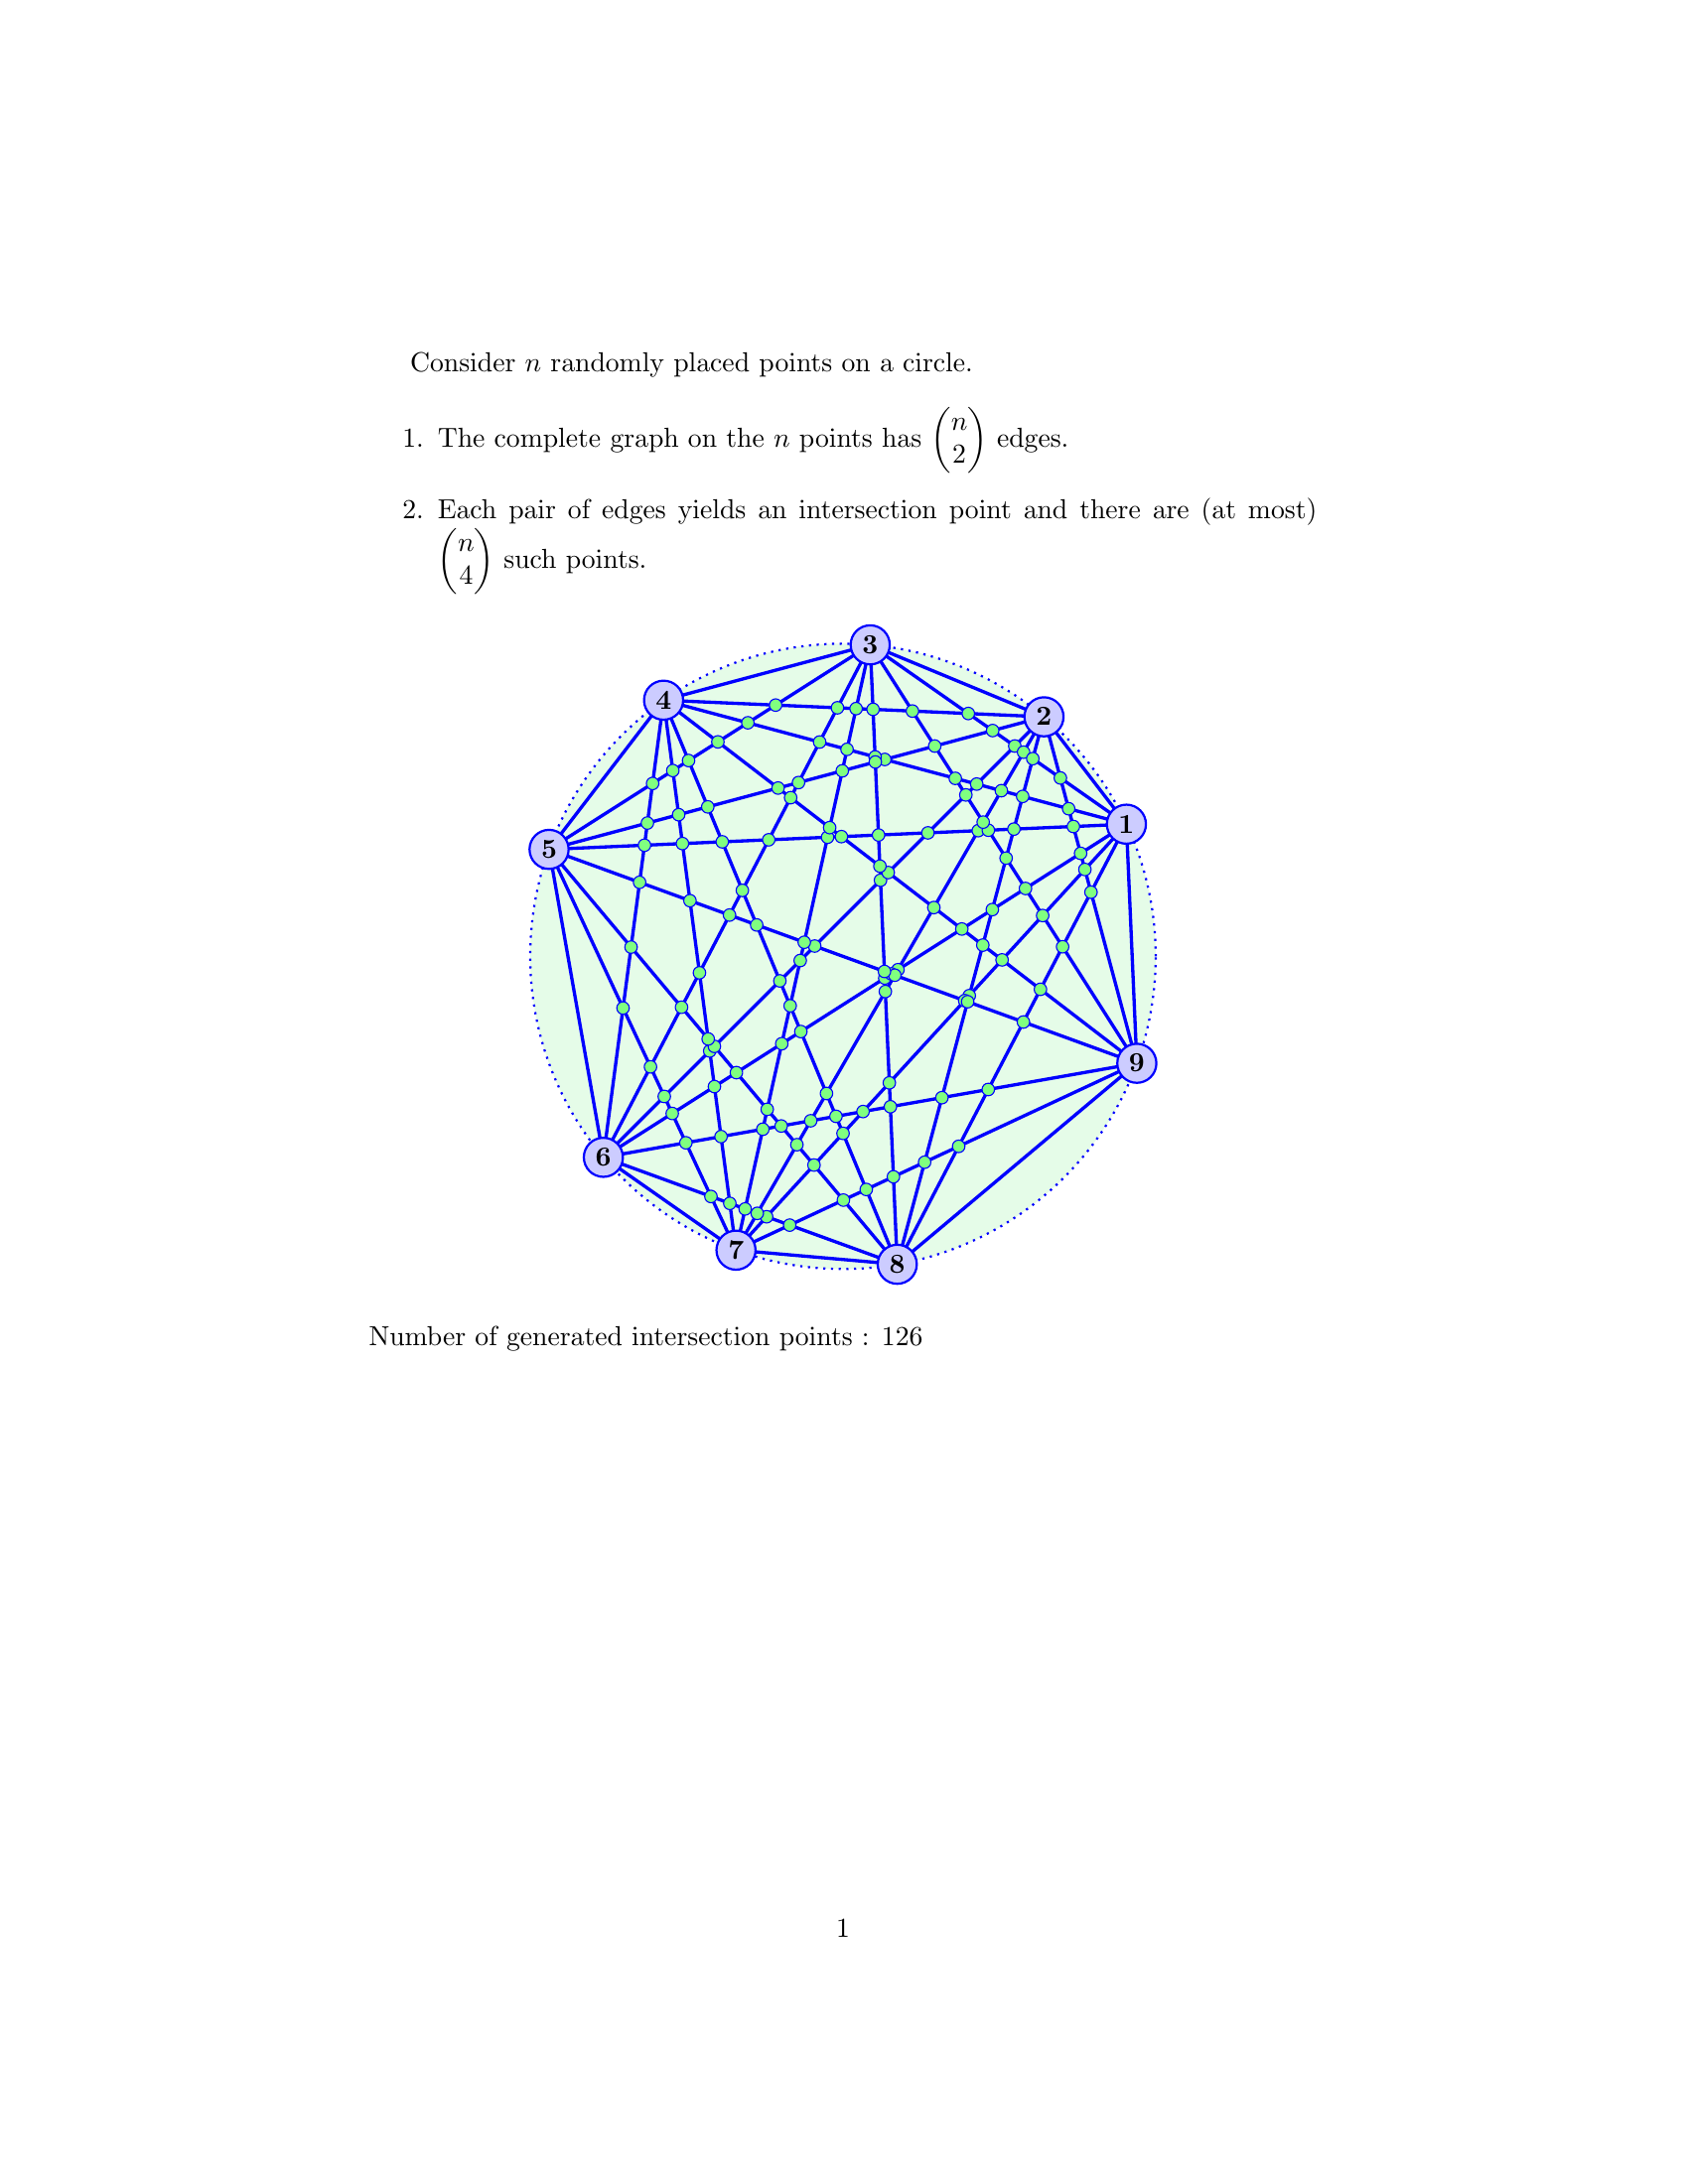 Consider n randomly placed points on a circle.
1. The complete graph on the n points has (n 2) edges.
2. Each pair of edges yields an intersection point and there are (at most)
(n 4) such points.
3
4
2
1
5
9
6
7
8
Number of generated intersection points : 126
1